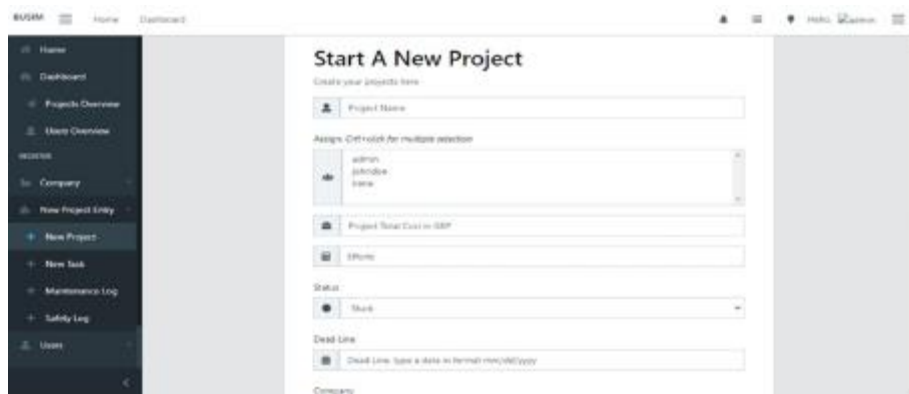 BUSIM Home Dashboard Hello, admin
Home
Dashboard
Projects Overview
Users Overview
REGISTER
Company
New Project Entry
New Project
New Task
Maintenance Log
Safety Log
Users
Start A New Project
Create your projects here
Project Name
Assign. Ctrl+click for multiple selection
admin
johndoe
Project Total Cost in GBP
Efforts
Status
Stuck
Dead Line
Dead Line, type a date in format mm/dd/yyyy
Company